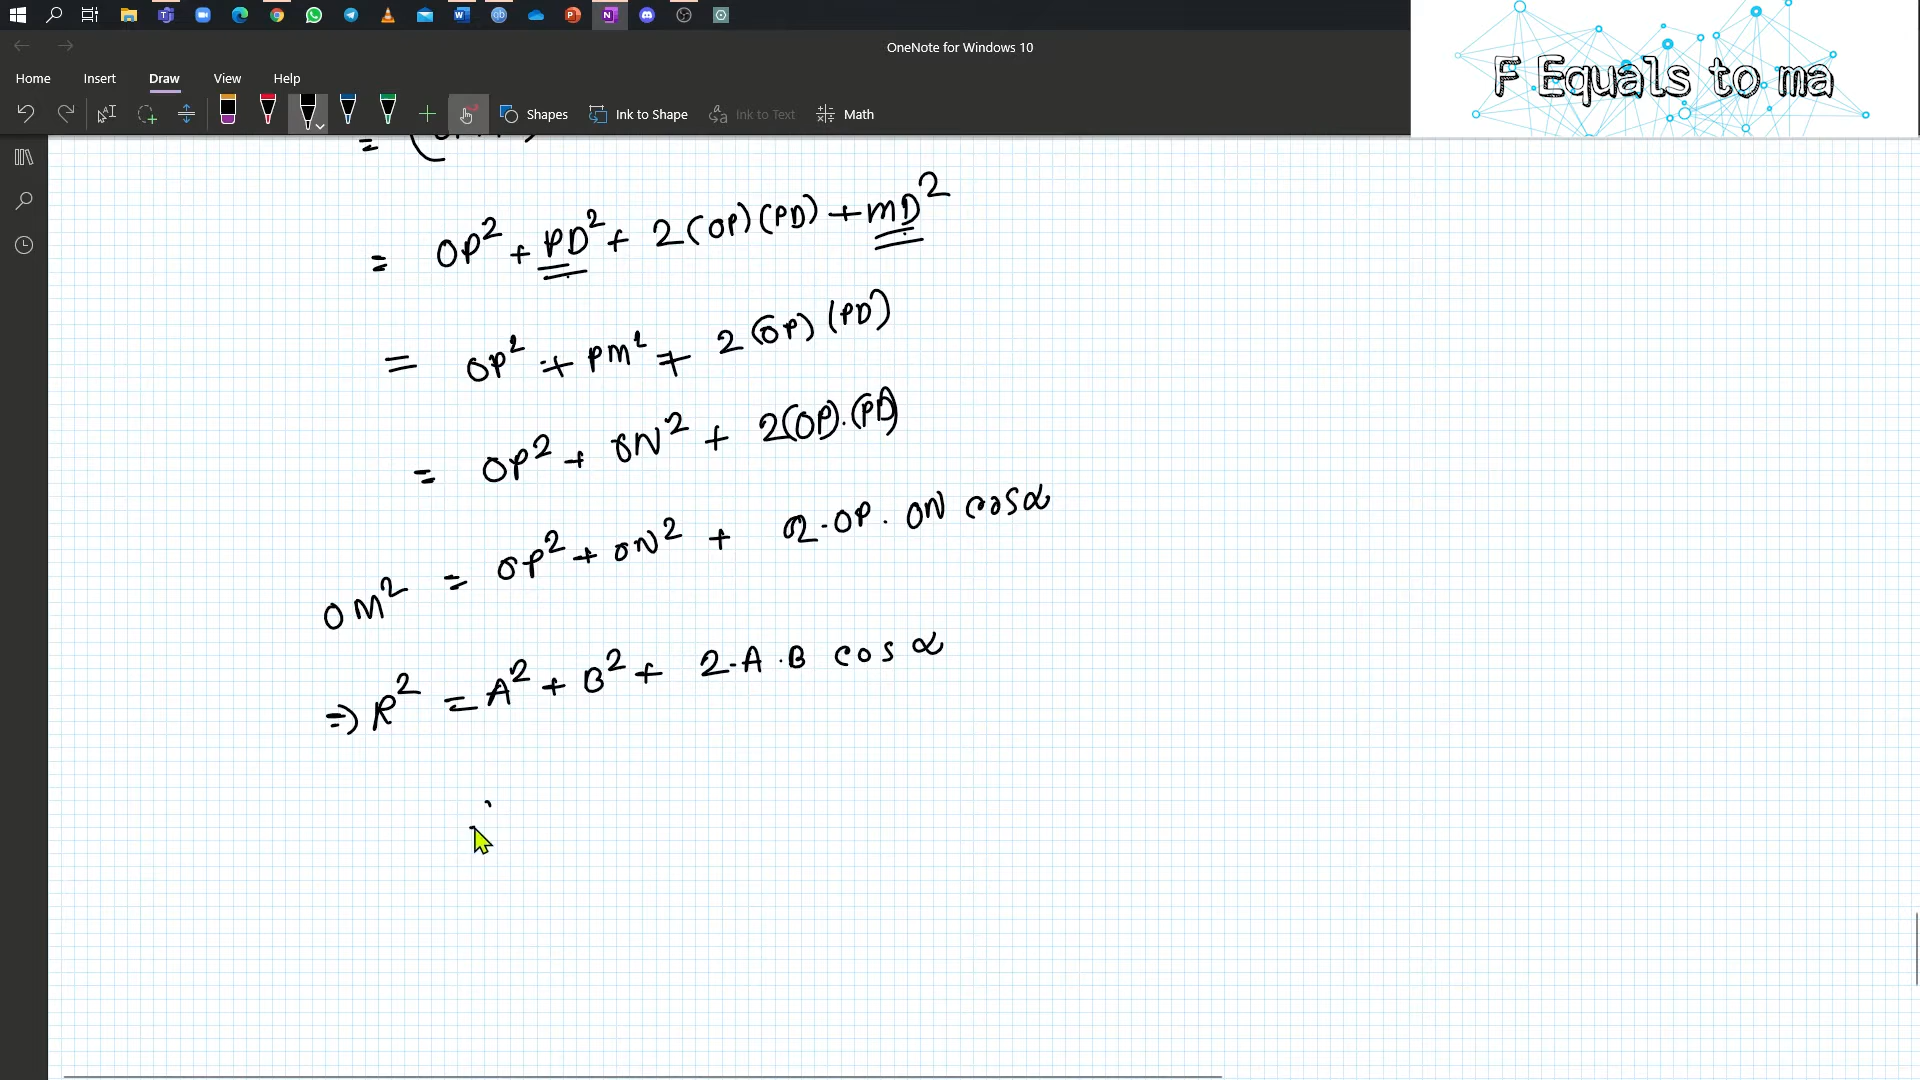 OneNote for Windows 10
F Equals to ma
Home Insert Draw View Help
Shapes Ink to Shape Ink to Text Math
= OP² + PD² + 2(OP)(PD) + MD²
= OP² + PM² + 2(OP)(PD)
= OP² + ON² + 2(OP).(PD)
OM² = OP² + ON² + 2.OP.ON cosα
⇒ R² = A² + B² + 2.A.B cos α